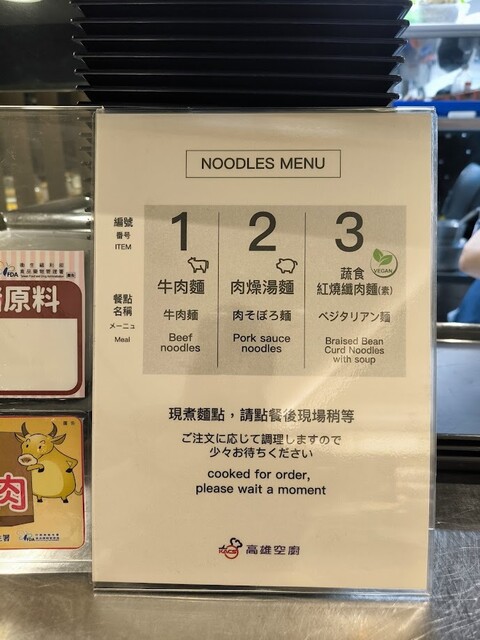 NOODLES MENU
編號
番号
ITEM
1
2
3
VEGAN
餐點
名稱
メーニュ
Meal
牛肉麵
肉燥湯麵
蔬食
紅燒纖肉麵(素)
牛肉麺
肉そぼろ麺
ベジタリアン麺
Beef
noodles
Pork sauce
noodles
Braised Bean
Curd Noodles
with soup
現煮麵點，請點餐後現場稍等
ご注文に応じて調理しますので
少々お待ちください
cooked for order,
please wait a moment
KACS 高雄空廚
FDA
原料
肉
FDA